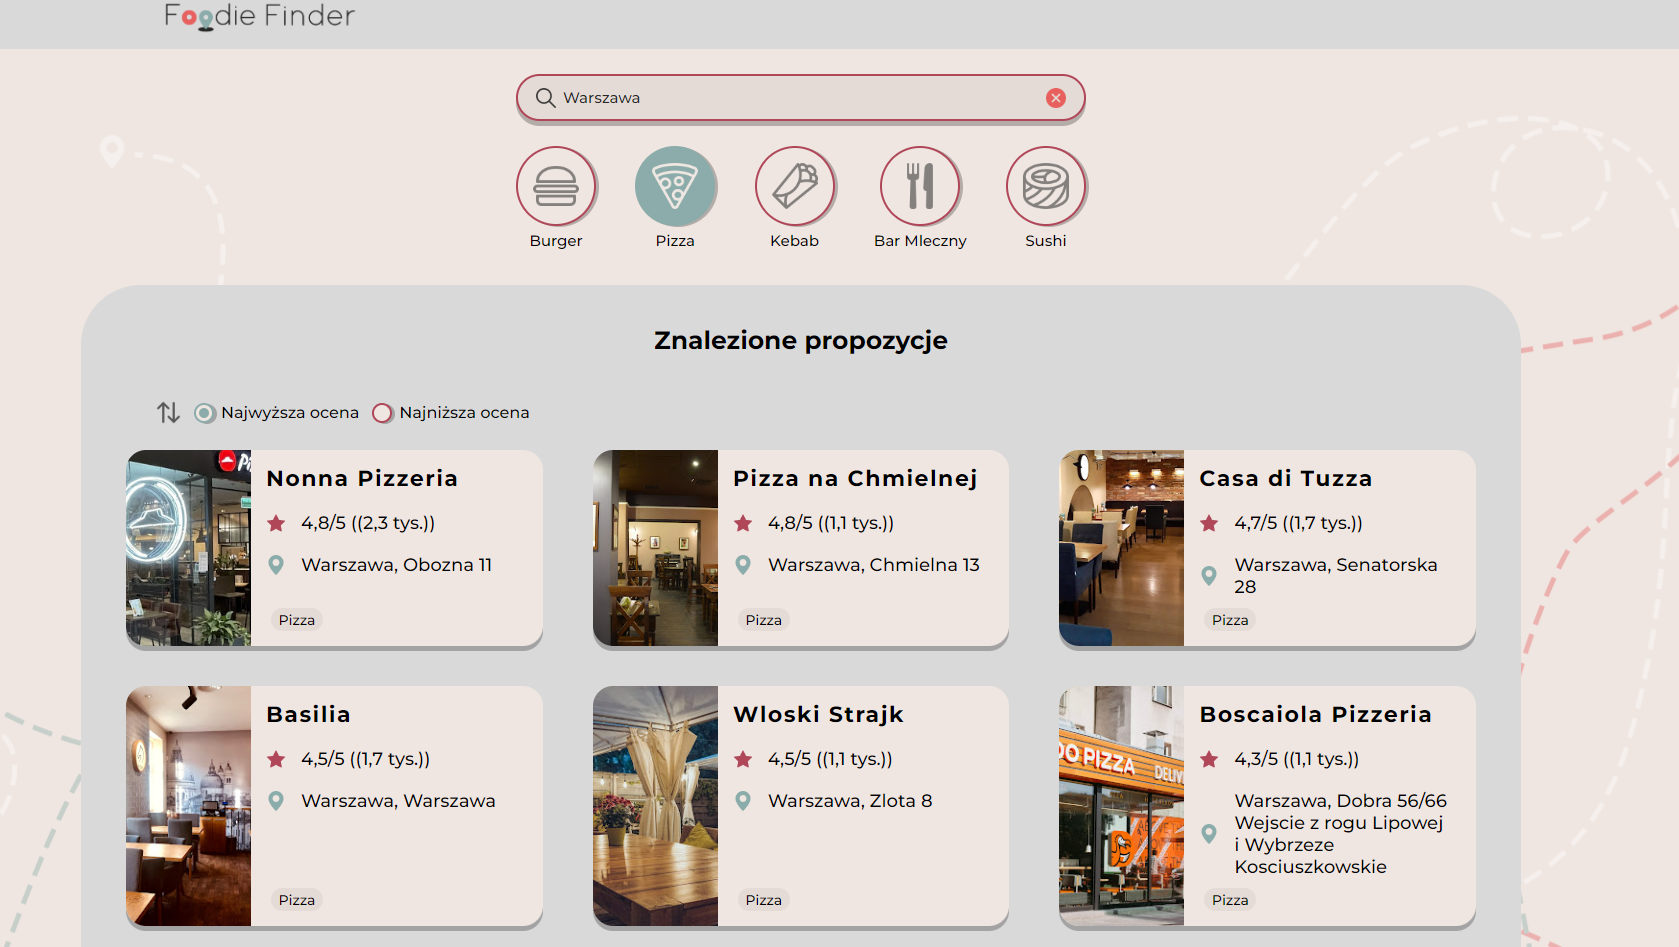 Foodie Finder
Warszawa
Burger
Pizza
Kebab
Bar Mleczny
Sushi
Znalezione propozycje
Najwyższa ocena
Najniższa ocena
Nonna Pizzeria
4,8/5 ((2,3 tys.))
Warszawa, Obozna 11
Pizza
Pizza na Chmielnej
4,8/5 ((1,1 tys.))
Warszawa, Chmielna 13
Pizza
Casa di Tuzza
4,7/5 ((1,7 tys.))
Warszawa, Senatorska
28
Pizza
Basilia
4,5/5 ((1,7 tys.))
Warszawa, Warszawa
Pizza
Wloski Strajk
4,5/5 ((1,1 tys.))
Warszawa, Zlota 8
Pizza
DO PIZZA
Boscaiola Pizzeria
4,3/5 ((1,1 tys.))
Warszawa, Dobra 56/66
Wejscie z rogu Lipowej
i Wybrzeze
Kosciuszkowskie
Pizza